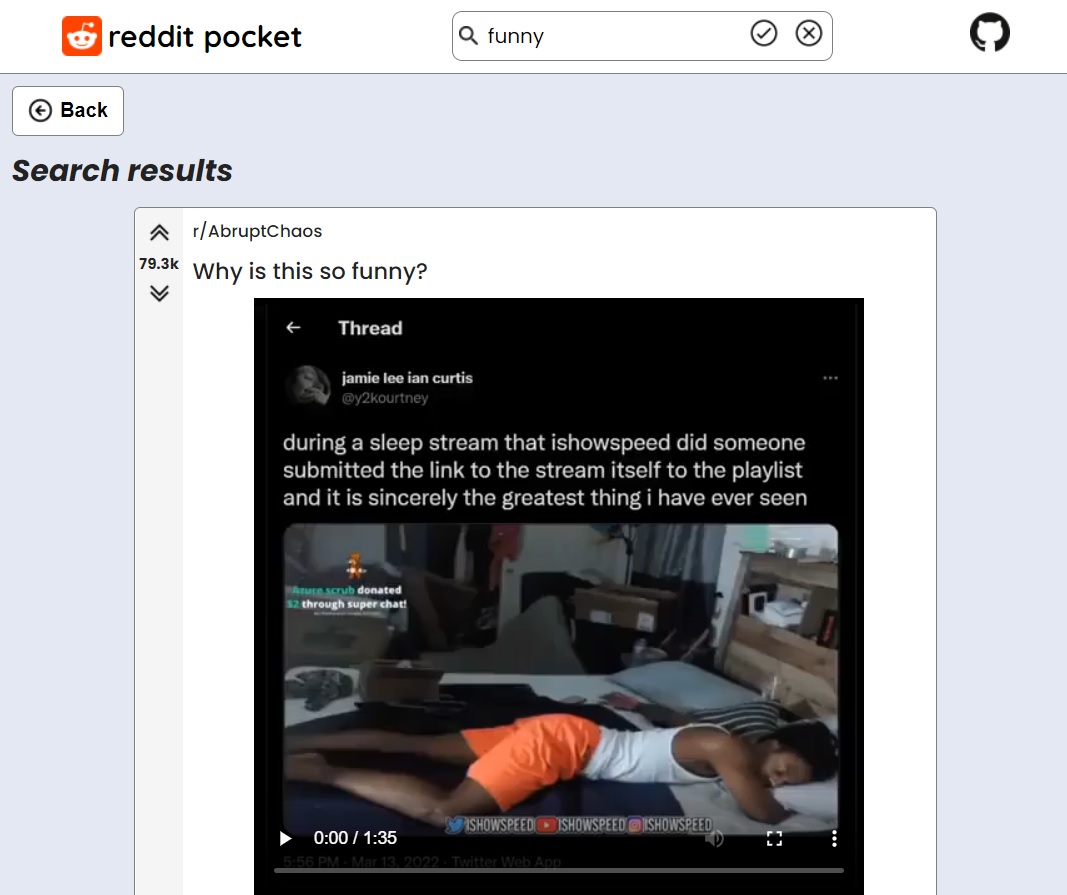 reddit pocket
funny
Back
Search results
r/AbruptChaos
79.3k
Why is this so funny?
Thread
jamie lee ian curtis
@y2kourtney
during a sleep stream that ishowspeed did someone
submitted the link to the stream itself to the playlist
and it is sincerely the greatest thing i have ever seen
Azure scrub donated
$2 through super chat!
ISHOWSPEED ISHOWSPEED ISHOWSPEED
0:00 / 1:35
5:56 PM · Mar 13, 2022 · Twitter Web App